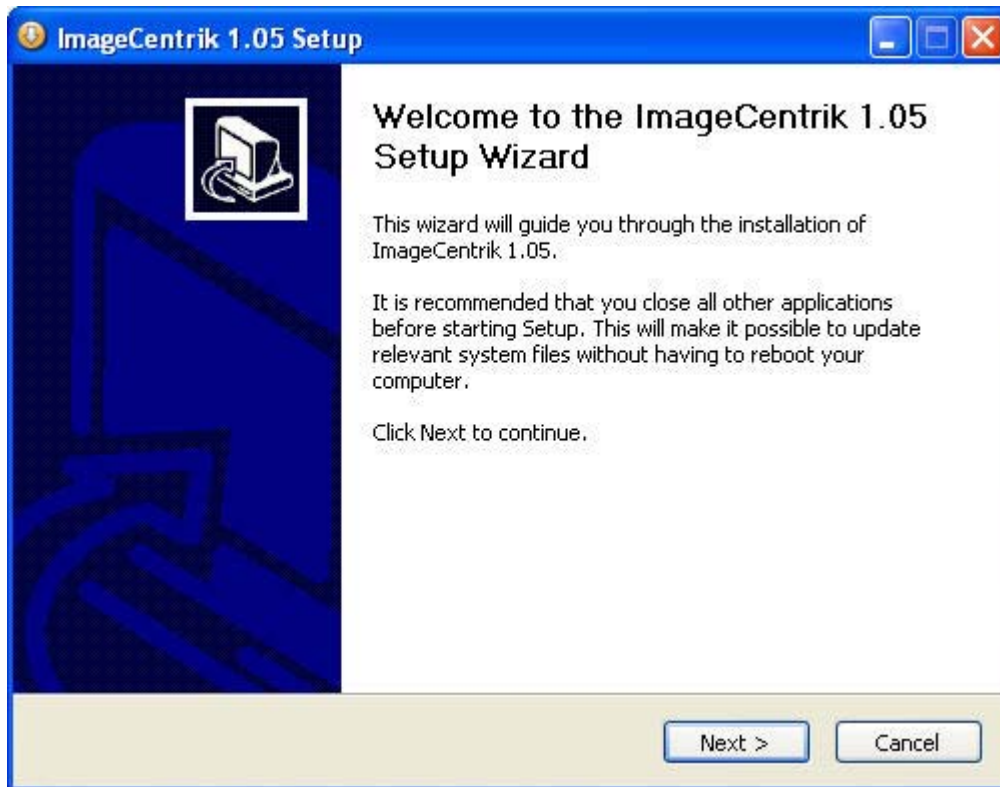 ImageCentrik 1.05 Setup
Welcome to the ImageCentrik 1.05
Setup Wizard
This wizard will guide you through the installation of
ImageCentrik 1.05.
It is recommended that you close all other applications
before starting Setup. This will make it possible to update
relevant system files without having to reboot your
computer.
Click Next to continue.
Next >
Cancel